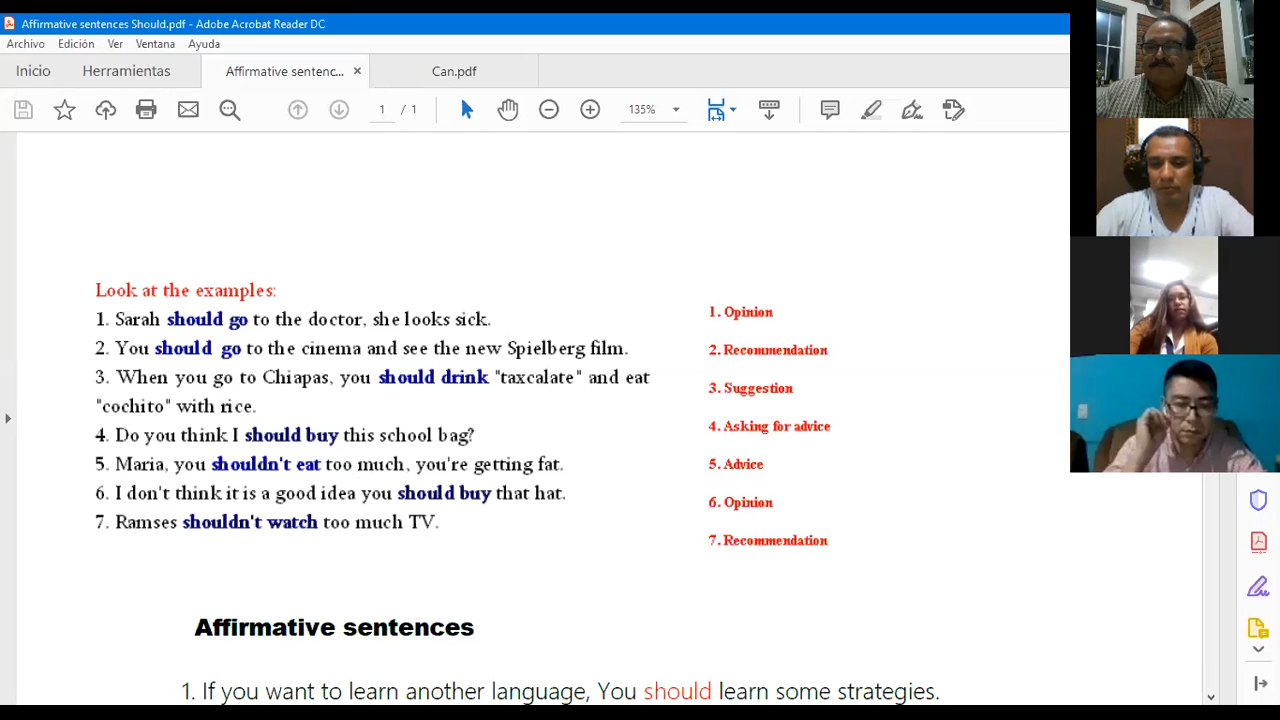 Affirmative sentences Should.pdf - Adobe Acrobat Reader DC
Archivo Edición Ver Ventana Ayuda
Inicio Herramientas Affirmative sentenc... × Can.pdf
1 / 1 135%
Look at the examples:
1. Sarah should go to the doctor, she looks sick.
2. You should go to the cinema and see the new Spielberg film.
3. When you go to Chiapas, you should drink "taxcalate" and eat
"cochito" with rice.
4. Do you think I should buy this school bag?
5. Maria, you shouldn't eat too much, you're getting fat.
6. I don't think it is a good idea you should buy that hat.
7. Ramses shouldn't watch too much TV.
1. Opinion
2. Recommendation
3. Suggestion
4. Asking for advice
5. Advice
6. Opinion
7. Recommendation
Affirmative sentences
1. If you want to learn another language, You should learn some strategies.